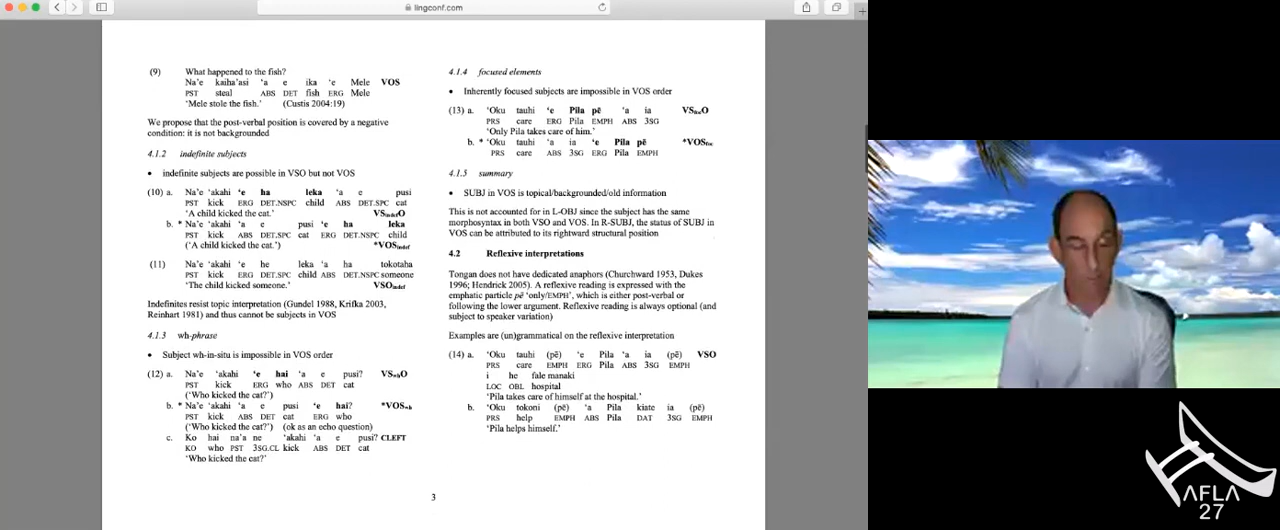 lingconf.com
(9) What happened to the fish?
Na'e kaiha'asi 'a e ika 'e Mele VOS
PST steal ABS DET fish ERG Mele
'Mele stole the fish.' (Custis 2004:19)
We propose that the post-verbal position is covered by a negative
condition: it is not backgrounded
4.1.2 indefinite subjects
• indefinite subjects are possible in VSO but not VOS
(10) a. Na'e 'akahi 'e ha leka 'a e pusi
PST kick ERG DET.NSPC child ABS DET.SPC cat
'A child kicked the cat.' VSindefO
b. * Na'e 'akahi 'a e pusi 'e ha leka
PST kick ABS DET.SPC cat ERG DET.NSPC child
('A child kicked the cat.') *VOSindef
(11) Na'e 'akahi 'e he leka 'a ha tokotaha
PST kick ERG DET.SPC child ABS DET.NSPC someone
'The child kicked someone.' VSOindef
Indefinites resist topic interpretation (Gundel 1988, Krifka 2003,
Reinhart 1981) and thus cannot be subjects in VOS
4.1.3 wh-phrase
• Subject wh-in-situ is impossible in VOS order
(12) a. Na'e 'akahi 'e hai 'a e pusi? VSwhO
PST kick ERG who ABS DET cat
('Who kicked the cat?')
b. * Na'e 'akahi 'a e pusi 'e hai? *VOSwh
PST kick ABS DET cat ERG who
('Who kicked the cat?') (ok as an echo question)
c. Ko hai na'a ne 'akahi 'a e pusi? CLEFT
KO who PST 3SG.CL kick ABS DET cat
'Who kicked the cat?'
4.1.4 focused elements
• Inherently focused subjects are impossible in VOS order
(13) a. 'Oku tauhi 'e Pila pē 'a ia VSfocO
PRS care ERG Pila EMPH ABS 3SG
'Only Pila takes care of him.'
b. * 'Oku tauhi 'a ia 'e Pila pē *VOSfoc
PRS care ABS 3SG ERG Pila EMPH
4.1.5 summary
• SUBJ in VOS is topical/backgrounded/old information
This is not accounted for in L-OBJ since the subject has the same
morphosyntax in both VSO and VOS. In R-SUBJ, the status of SUBJ in
VOS can be attributed to its rightward structural position
4.2 Reflexive interpretations
Tongan does not have dedicated anaphors (Churchward 1953, Dukes
1996; Hendrick 2005). A reflexive reading is expressed with the
emphatic particle pē 'only/EMPH', which is either post-verbal or
following the lower argument. Reflexive reading is always optional (and
subject to speaker variation)
Examples are (un)grammatical on the reflexive interpretation
(14) a. 'Oku tauhi (pē) 'e Pila 'a ia (pē) VSO
PRS care EMPH ERG Pila ABS 3SG EMPH
i he fale mahaki
LOC OBL hospital
'Pila takes care of himself at the hospital.'
b. 'Oku tokoni (pē) 'a Pila kiate ia (pē)
PRS help EMPH ABS Pila DAT 3SG EMPH
'Pila helps himself.'
3
AFLA
27